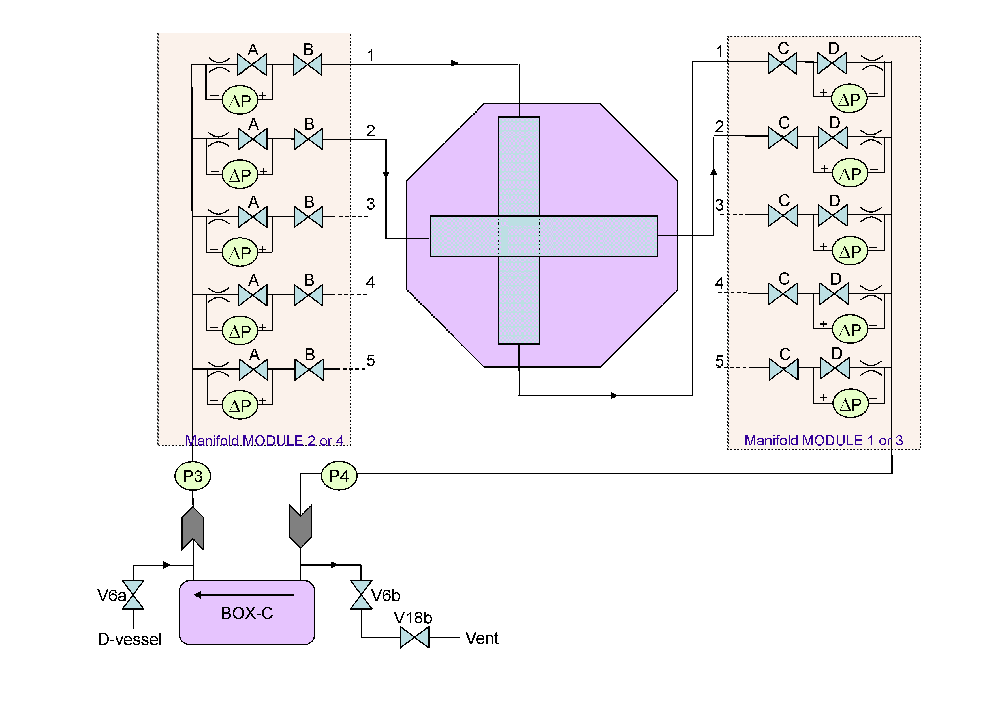 A B 1
– ΔP +
A B 2
– ΔP +
A B 3
– ΔP +
A B 4
– ΔP +
A B 5
– ΔP +
Manifold MODULE 2 or 4
1 C D
+ ΔP –
2 C D
+ ΔP –
3 C D
+ ΔP –
4 C D
+ ΔP –
5 C D
+ ΔP –
Manifold MODULE 1 or 3
P3
P4
V6a
BOX-C
V6b
V18b
D-vessel
Vent